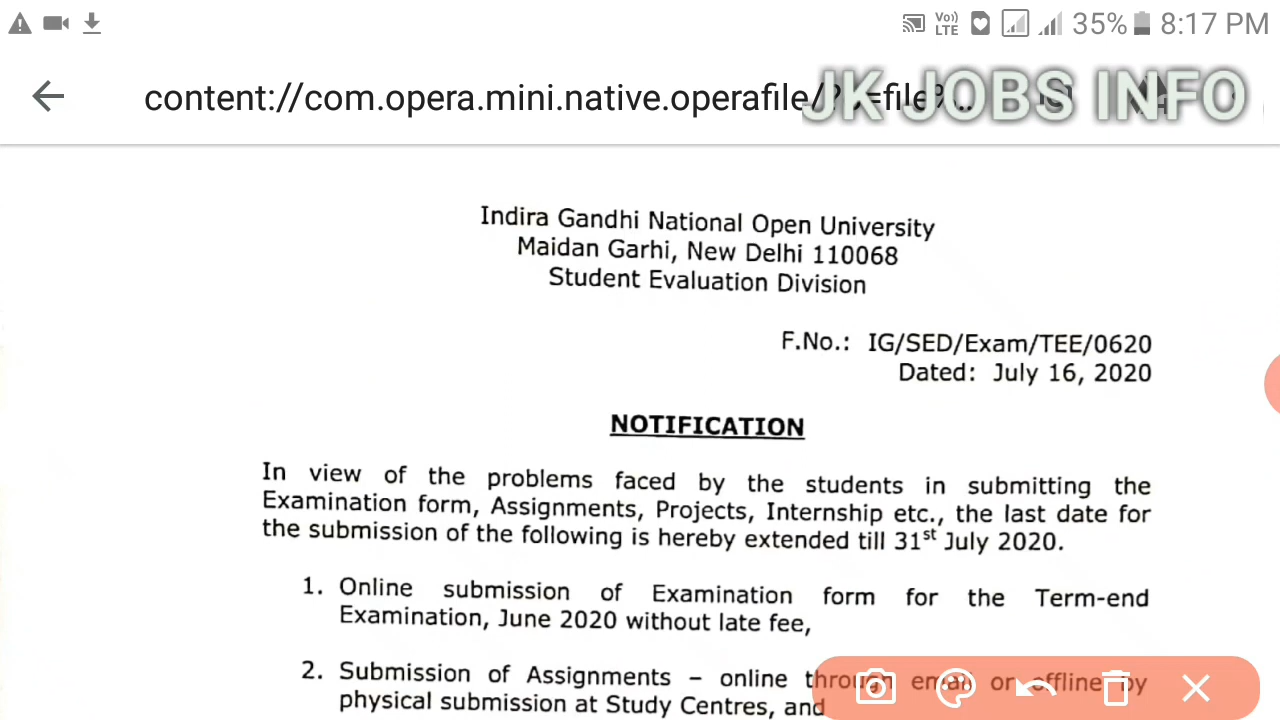 Vo)) LTE 35% 8:17 PM
content://com.opera.mini.native.operafile/?o=file%..
JK JOBS INFO
Indira Gandhi National Open University
Maidan Garhi, New Delhi 110068
Student Evaluation Division
F.No.: IG/SED/Exam/TEE/0620
Dated: July 16, 2020
NOTIFICATION
In view of the problems faced by the students in submitting the
Examination form, Assignments, Projects, Internship etc., the last date for
the submission of the following is hereby extended till 31st July 2020.
1. Online submission of Examination form for the Term-end
Examination, June 2020 without late fee,
2. Submission of Assignments – online through email or offline by
physical submission at Study Centres, and